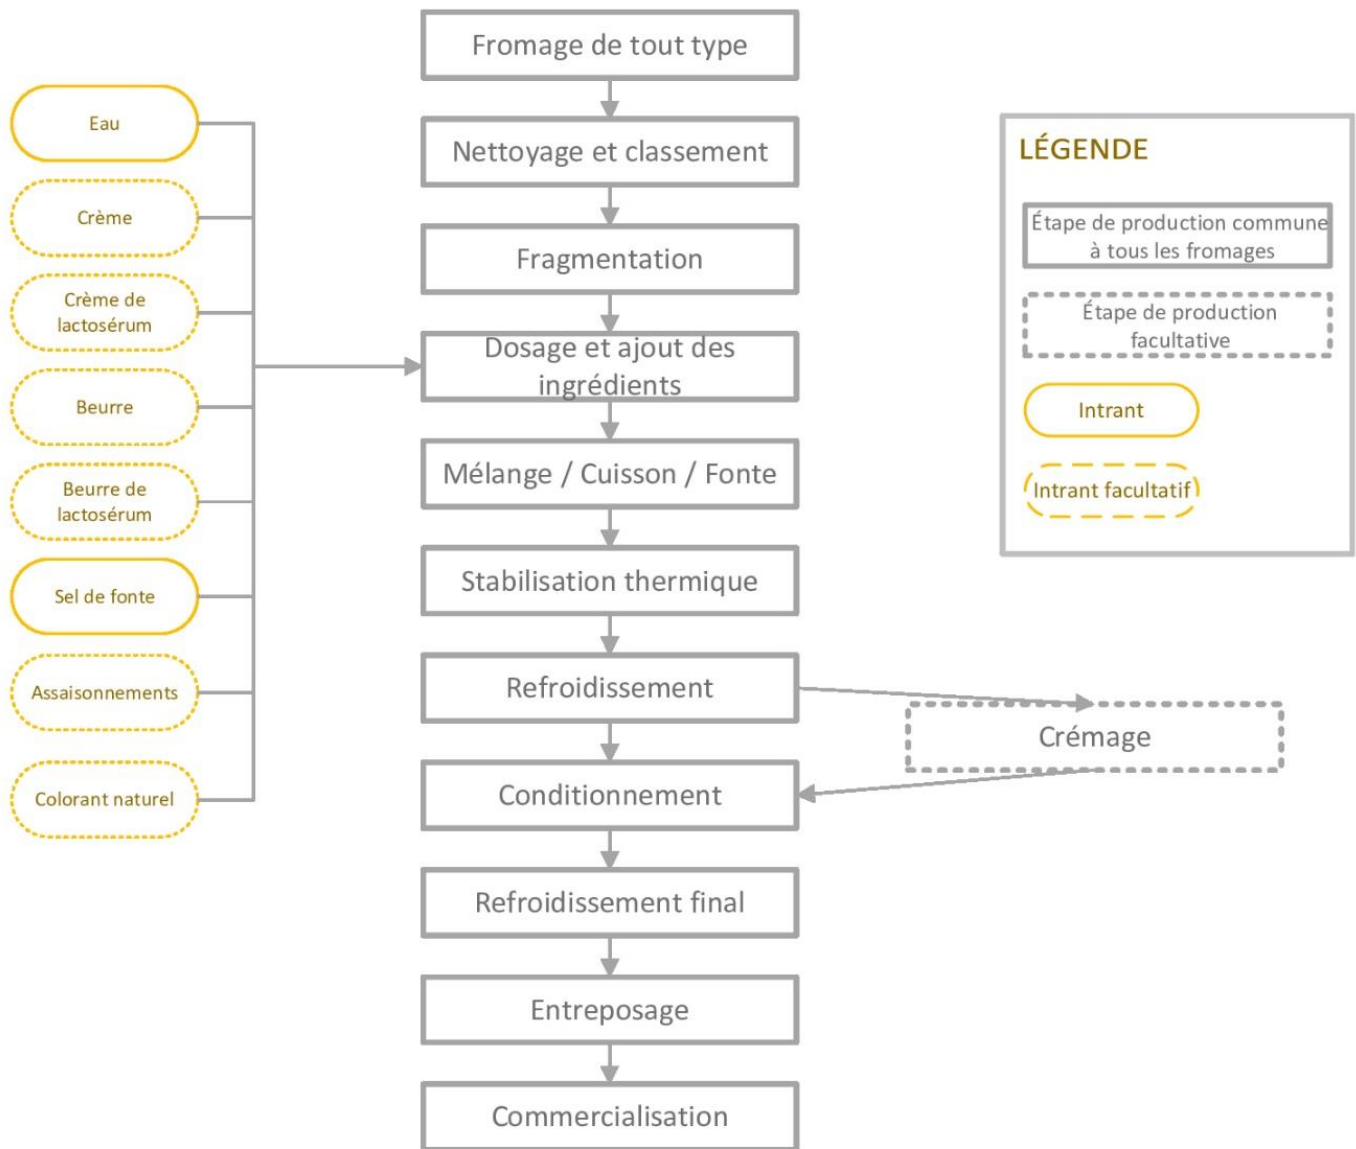 Fromage de tout type
Nettoyage et classement
Fragmentation
Dosage et ajout des
ingrédients
Mélange / Cuisson / Fonte
Stabilisation thermique
Refroidissement
Conditionnement
Refroidissement final
Entreposage
Commercialisation
Eau
Crème
Crème de
lactosérum
Beurre
Beurre de
lactosérum
Sel de fonte
Assaisonnements
Colorant naturel
Crémage
LÉGENDE
Étape de production commune
à tous les fromages
Étape de production
facultative
Intrant
Intrant facultatif